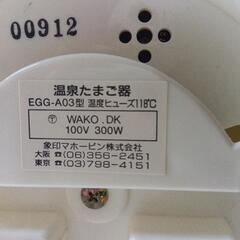 00912
温泉たまご器
EGG-A03型 温度ヒューズ118℃
〒 WAKO.DK
100V 300W
象印マホービン株式会社
大阪☎(06)356-2451
東京☎(03)798-4151